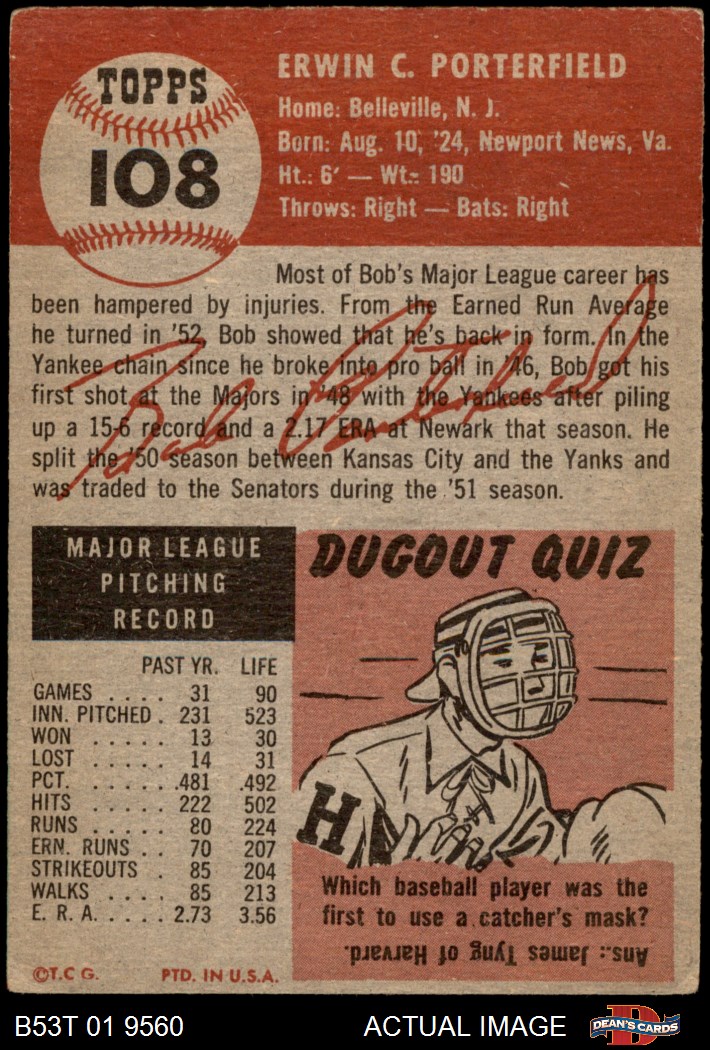 TOPPS
108
ERWIN C. PORTERFIELD
Home: Belleville, N. J.
Born: Aug. 10, '24, Newport News, Va.
Ht.: 6' — Wt.: 190
Throws: Right — Bats: Right
Most of Bob's Major League career has
been hampered by injuries. From the Earned Run Average
he turned in '52, Bob showed that he's back in form. In the
Yankee chain since he broke into pro ball in '46, Bob got his
first shot at the Majors in '48 with the Yankees after piling
up a 15-6 record and a 2.17 ERA at Newark that season. He
split the '50 season between Kansas City and the Yanks and
was traded to the Senators during the '51 season.
Bob Porterfield
MAJOR LEAGUE
PITCHING
RECORD
PAST YR. LIFE
GAMES . . . . 31 90
INN. PITCHED . 231 523
WON . . . . . 13 30
LOST . . . . . 14 31
PCT. . . . . . .481 .492
HITS . . . . . 222 502
RUNS . . . . . 80 224
ERN. RUNS . . 70 207
STRIKEOUTS . 85 204
WALKS . . . . 85 213
E. R. A. . . . . 2.73 3.56
©T.C.G. PTD. IN U.S.A.
DUGOUT QUIZ
H
Which baseball player was the
first to use a catcher's mask?
Ans.: James Tyng of Harvard.
B53T 01 9560 ACTUAL IMAGE
D
DEAN'S CARDS